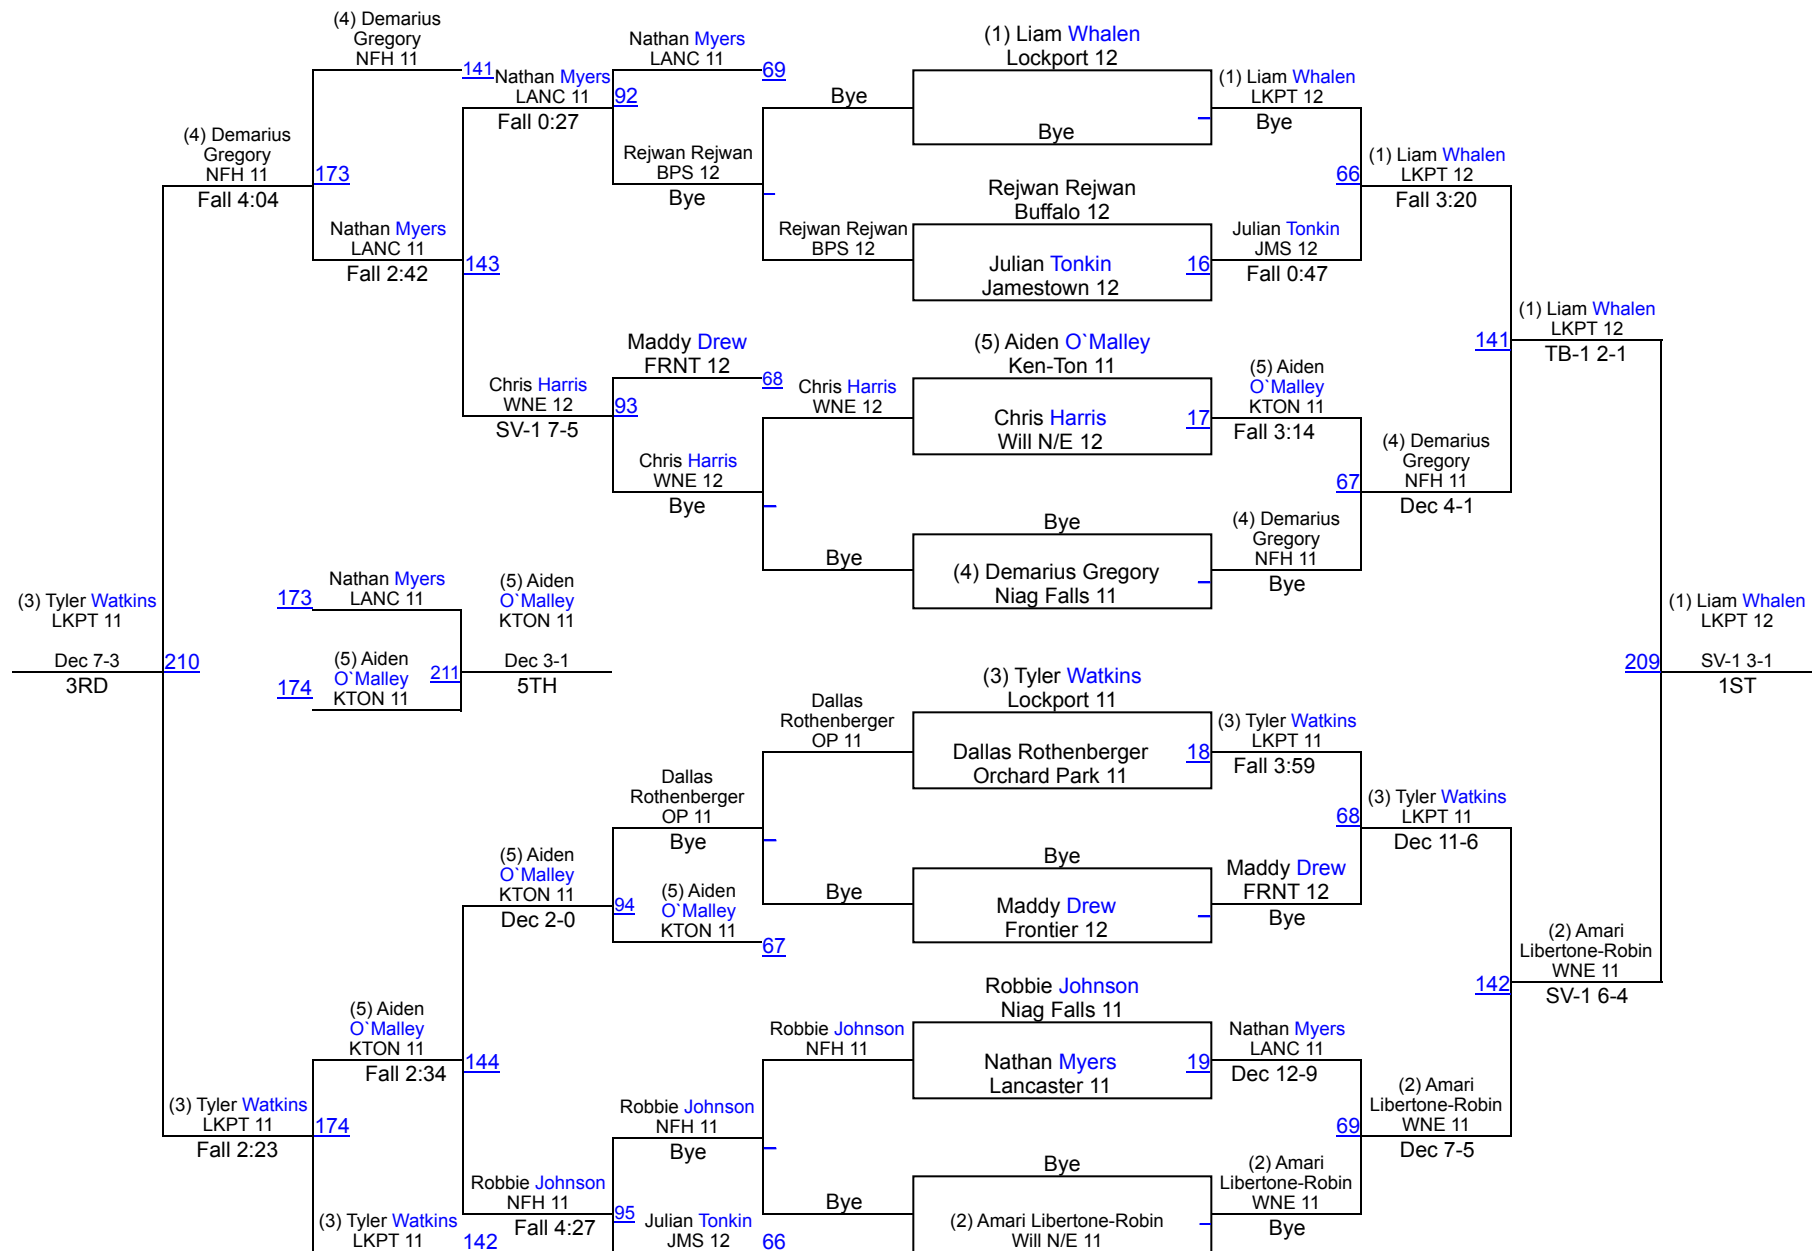 (4) Demarius
Gregory
NFH 11
141
Nathan Myers
LANC 11
Fall 0:27
Nathan Myers
LANC 11
69
92
(1) Liam Whalen
Lockport 12
Bye
Bye
(1) Liam Whalen
LKPT 12
Bye
(4) Demarius
Gregory
NFH 11
Fall 4:04
173
Rejwan Rejwan
BPS 12
Bye
Rejwan Rejwan
Buffalo 12
66
(1) Liam Whalen
LKPT 12
Fall 3:20
Nathan Myers
LANC 11
Fall 2:42
143
Rejwan Rejwan
BPS 12
Julian Tonkin
Jamestown 12
16
Julian Tonkin
JMS 12
Fall 0:47
Maddy Drew
FRNT 12
68
(5) Aiden O`Malley
Ken-Ton 11
141
(1) Liam Whalen
LKPT 12
TB-1 2-1
Chris Harris
WNE 12
SV-1 7-5
93
Chris Harris
WNE 12
Chris Harris
Will N/E 12
17
(5) Aiden
O`Malley
KTON 11
Fall 3:14
Chris Harris
WNE 12
Bye
67
(4) Demarius
Gregory
NFH 11
Dec 4-1
Bye
Bye
(4) Demarius Gregory
Niag Falls 11
(4) Demarius
Gregory
NFH 11
Bye
(3) Tyler Watkins
LKPT 11
Dec 7-3
3RD
210
173
Nathan Myers
LANC 11
174
(5) Aiden
O`Malley
KTON 11
211
(5) Aiden
O`Malley
KTON 11
Dec 3-1
5TH
209
(1) Liam Whalen
LKPT 12
SV-1 3-1
1ST
(3) Tyler Watkins
Lockport 11
Dallas
Rothenberger
OP 11
Dallas Rothenberger
Orchard Park 11
18
(3) Tyler Watkins
LKPT 11
Fall 3:59
Dallas
Rothenberger
OP 11
Bye
68
(3) Tyler Watkins
LKPT 11
Dec 11-6
(5) Aiden
O`Malley
KTON 11
Dec 2-0
94
(5) Aiden
O`Malley
KTON 11
67
Bye
Bye
Maddy Drew
Frontier 12
Maddy Drew
FRNT 12
Bye
142
(2) Amari
Libertone-Robin
WNE 11
SV-1 6-4
Robbie Johnson
Niag Falls 11
(5) Aiden
O`Malley
KTON 11
Fall 2:34
144
Robbie Johnson
NFH 11
Nathan Myers
Lancaster 11
19
Nathan Myers
LANC 11
Dec 12-9
(3) Tyler Watkins
LKPT 11
Fall 2:23
174
Robbie Johnson
NFH 11
Bye
69
(2) Amari
Libertone-Robin
WNE 11
Dec 7-5
Robbie Johnson
NFH 11
Fall 4:27
95
Bye
Bye
(2) Amari Libertone-Robin
Will N/E 11
(2) Amari
Libertone-Robin
WNE 11
Bye
(3) Tyler Watkins
LKPT 11
142
Julian Tonkin
JMS 12
66